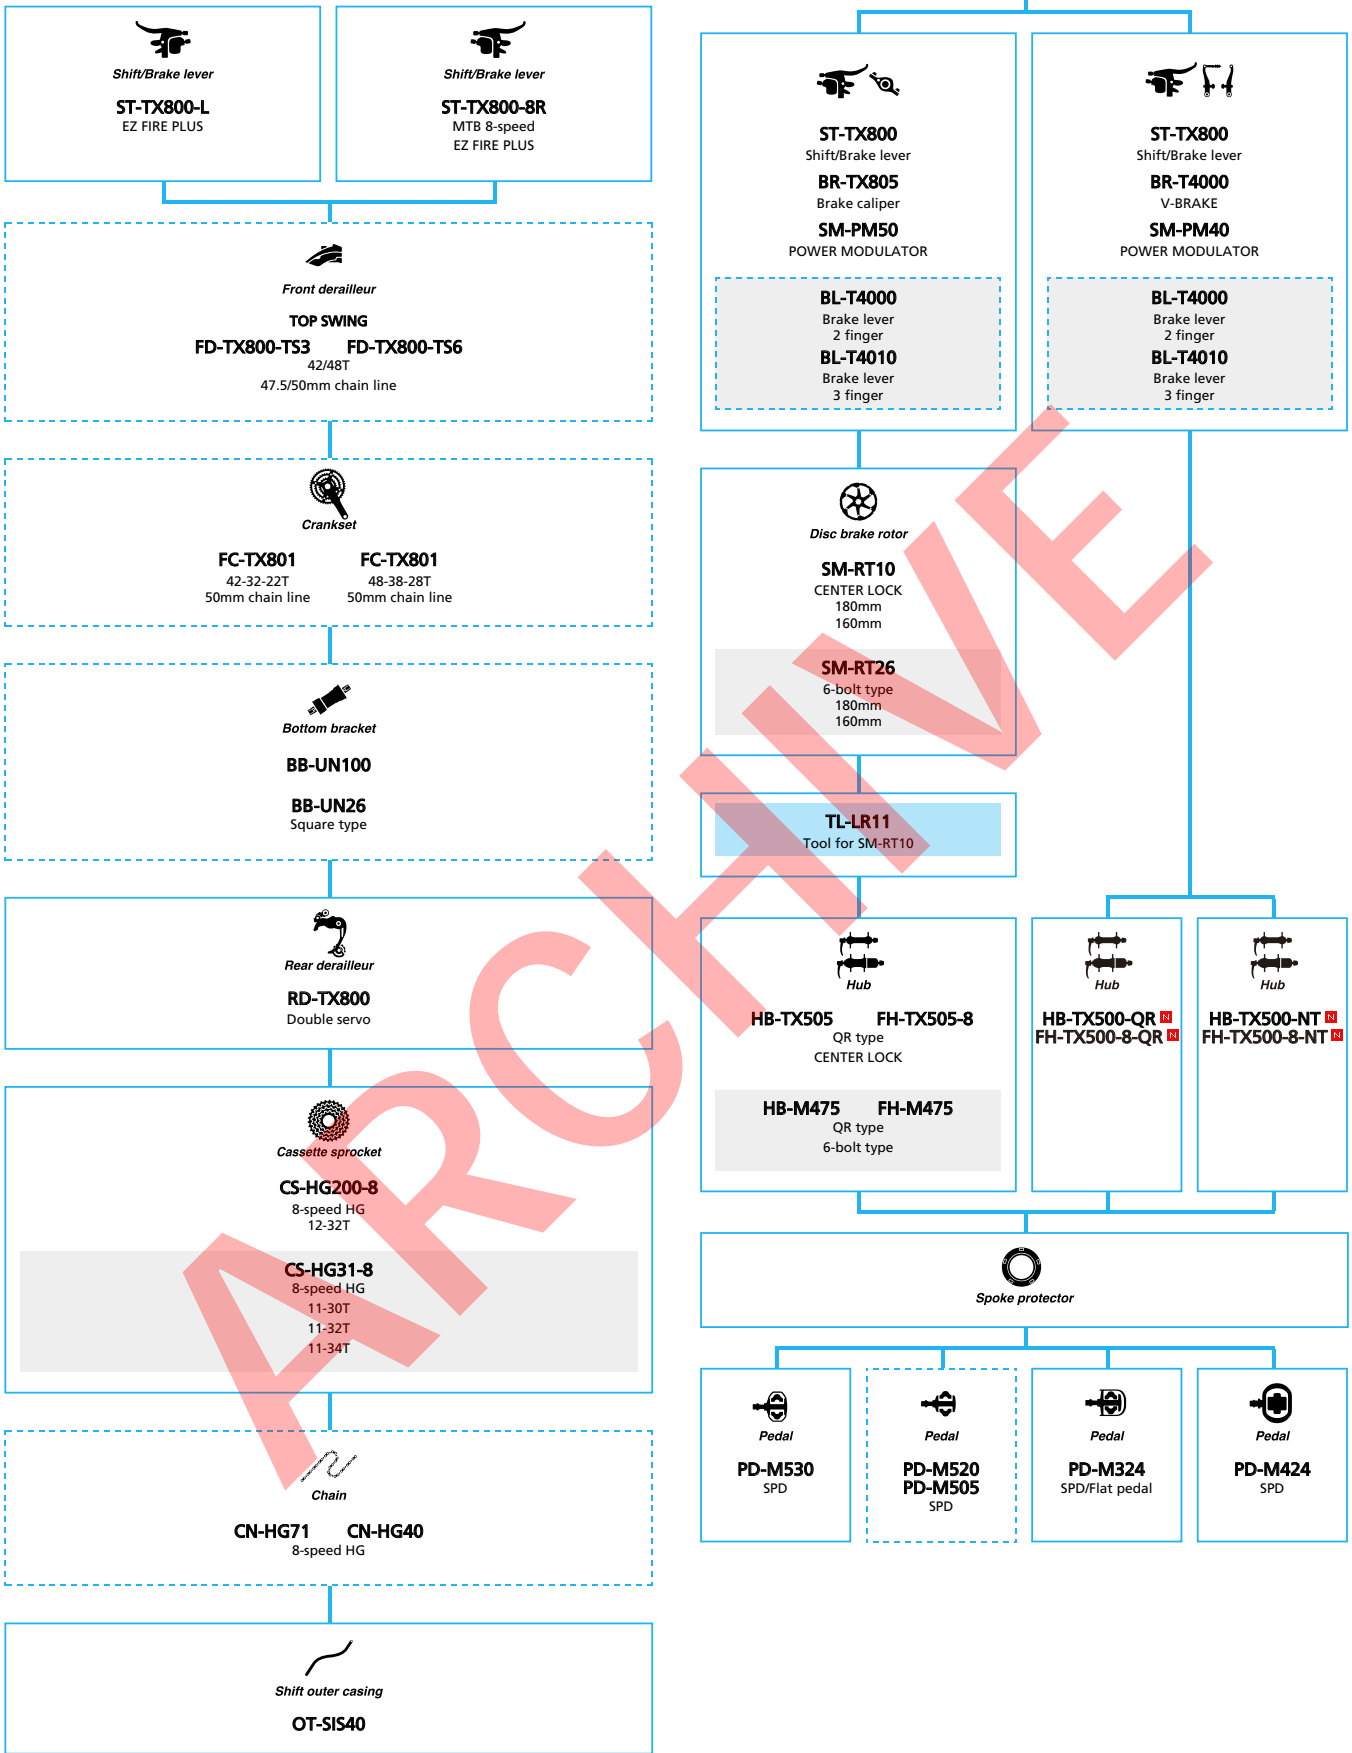 Shift/Brake lever
ST-TX800-L
EZ FIRE PLUS
Shift/Brake lever
ST-TX800-8R
MTB 8-speed
EZ FIRE PLUS
Front derailleur
TOP SWING
FD-TX800-TS3 FD-TX800-TS6
42/48T
47.5/50mm chain line
Crankset
FC-TX801 FC-TX801
42-32-22T 48-38-28T
50mm chain line 50mm chain line
Bottom bracket
BB-UN100
BB-UN26
Square type
Rear derailleur
RD-TX800
Double servo
Cassette sprocket
CS-HG200-8
8-speed HG
12-32T
CS-HG31-8
8-speed HG
11-30T
11-32T
11-34T
Chain
CN-HG71 CN-HG40
8-speed HG
Shift outer casing
OT-SIS40
ST-TX800
Shift/Brake lever
BR-TX805
Brake caliper
SM-PM50
POWER MODULATOR
BL-T4000
Brake lever
2 finger
BL-T4010
Brake lever
3 finger
ST-TX800
Shift/Brake lever
BR-T4000
V-BRAKE
SM-PM40
POWER MODULATOR
BL-T4000
Brake lever
2 finger
BL-T4010
Brake lever
3 finger
Disc brake rotor
SM-RT10
CENTER LOCK
180mm
160mm
SM-RT26
6-bolt type
180mm
160mm
TL-LR11
Tool for SM-RT10
Hub
HB-TX505 FH-TX505-8
QR type
CENTER LOCK
HB-M475 FH-M475
QR type
6-bolt type
Hub
HB-TX500-QR N
FH-TX500-8-QR N
Hub
HB-TX500-NT N
FH-TX500-8-NT N
Spoke protector
Pedal
PD-M530
SPD
Pedal
PD-M520
PD-M505
SPD
Pedal
PD-M324
SPD/Flat pedal
Pedal
PD-M424
SPD
ARCHIVE